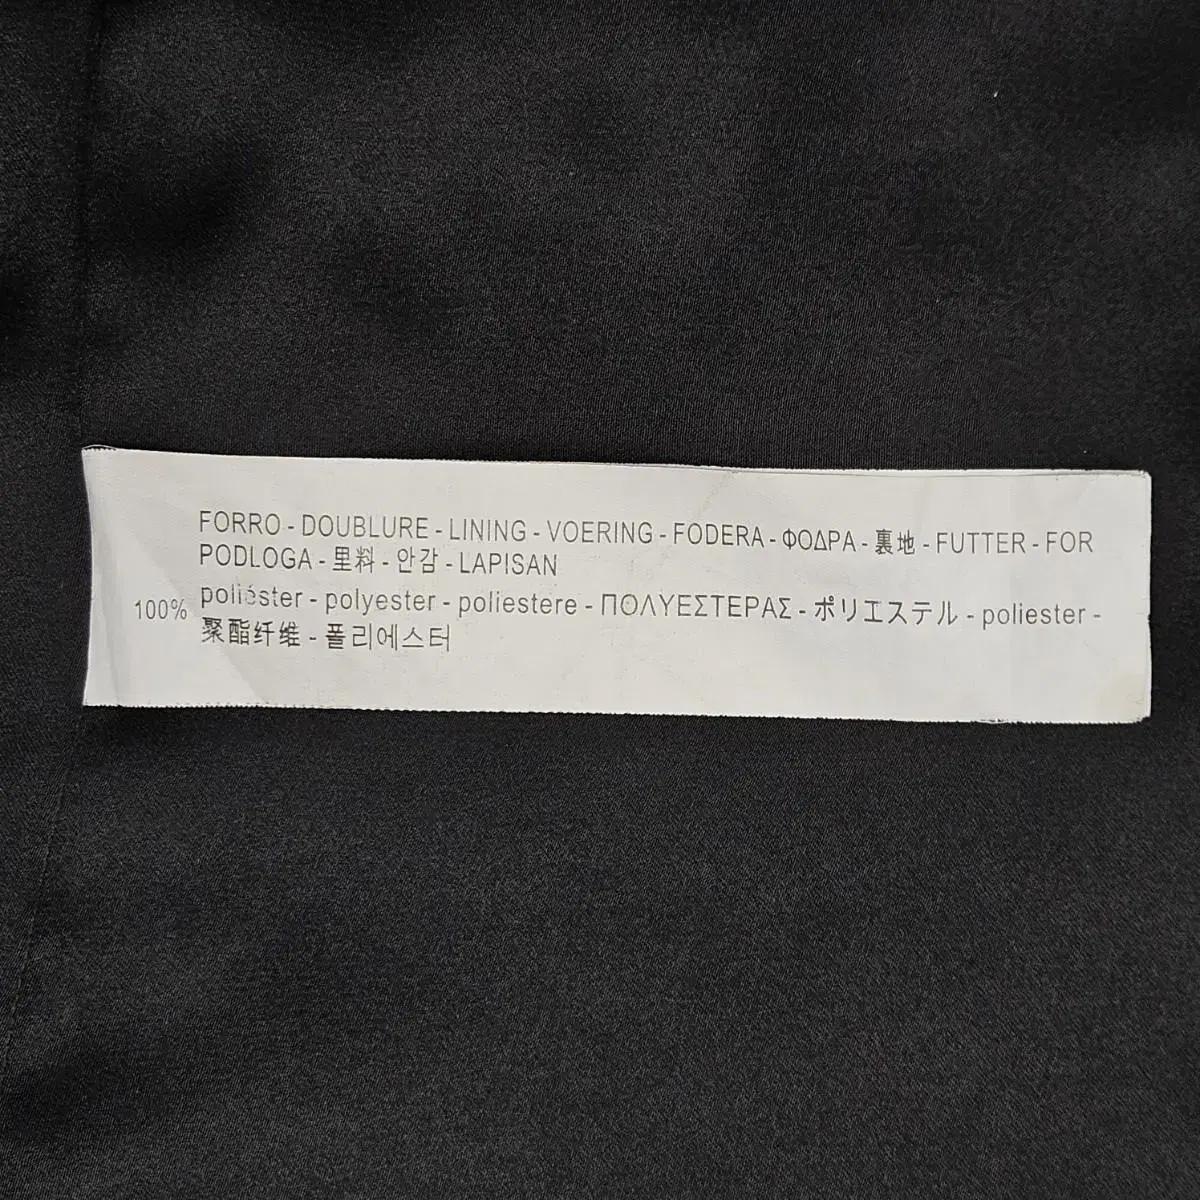 FORRO - DOUBLURE - LINING - VOERING - FODERA - ΦΟΔΡΑ - 裏地 - FUTTER - FOR
PODLOGA - 里料 - 안감 - LAPISAN
100% poliéster - polyester - poliestere - ΠΟΛΥΕΣΤΕΡΑΣ - ポリエステル - poliester -
聚酯纤维 - 폴리에스터